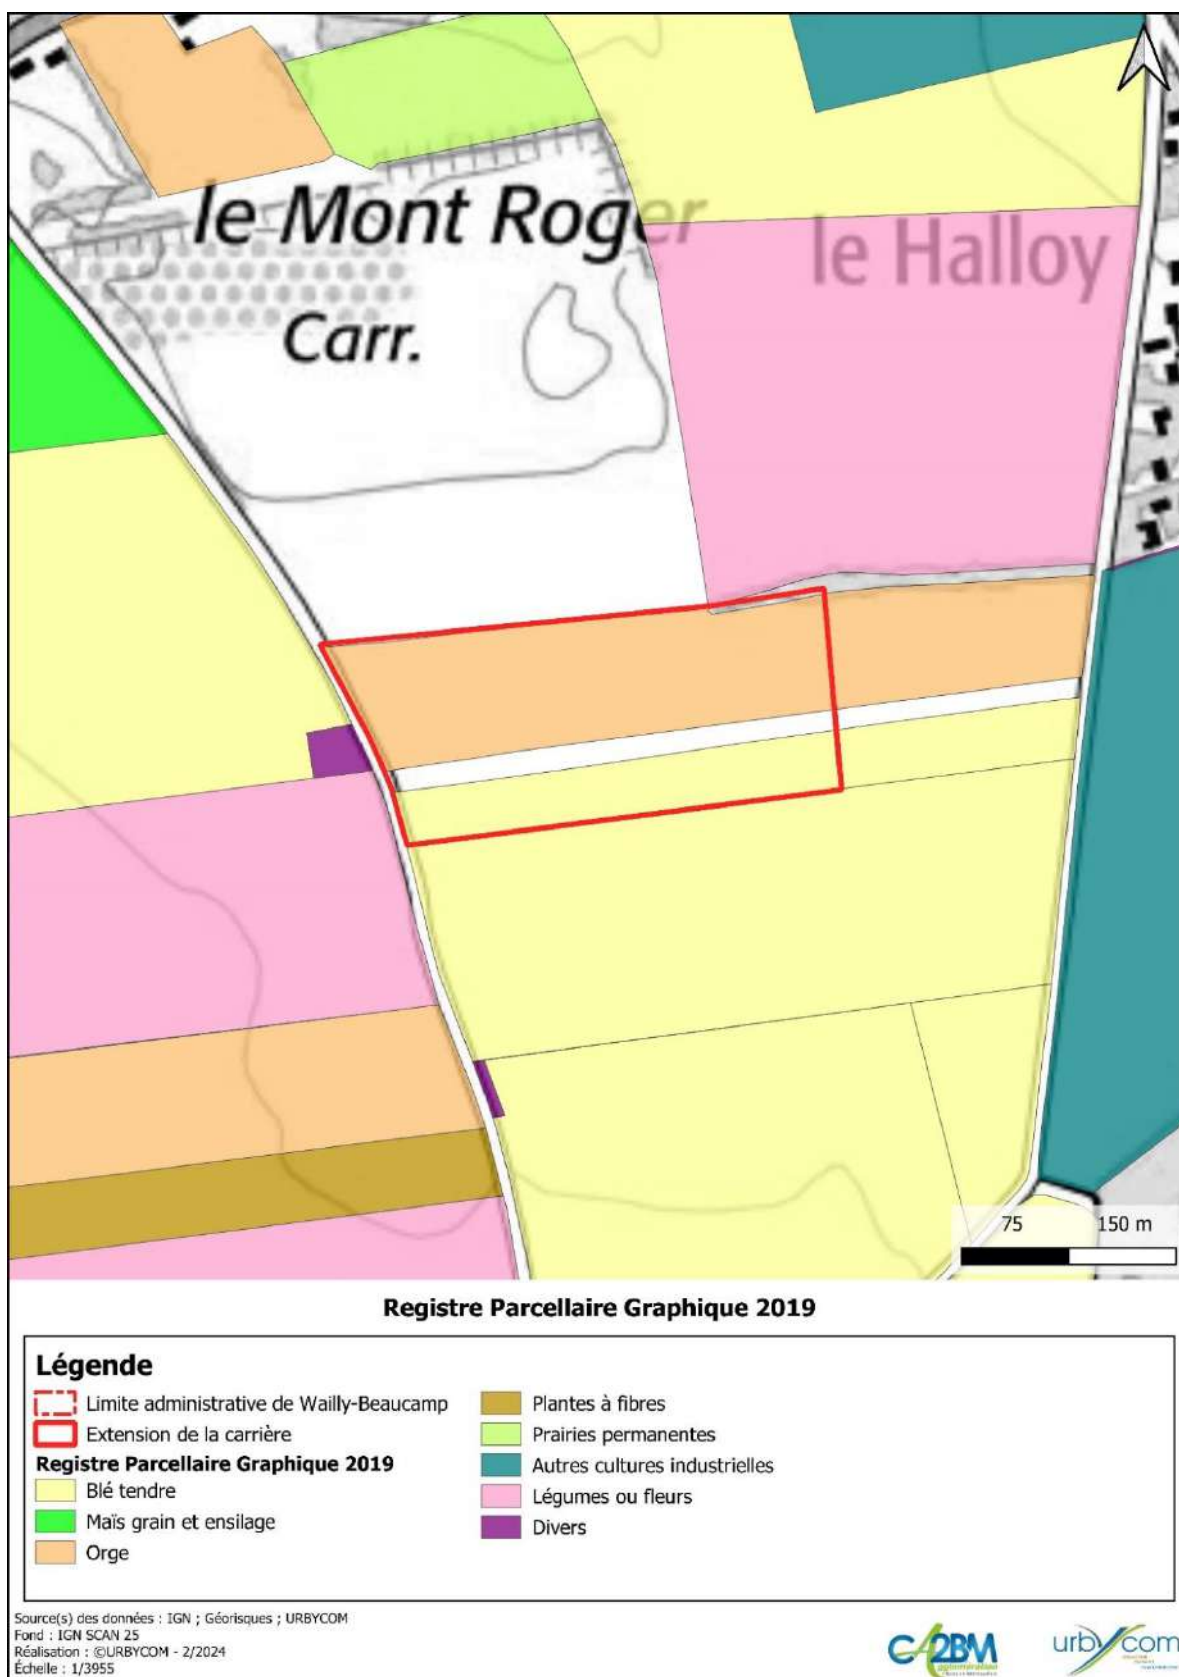 le Mont Roger
le Halloy
Carr.
75 150 m
Registre Parcellaire Graphique 2019
Légende
Limite administrative de Wailly-Beaucamp
Extension de la carrière
Registre Parcellaire Graphique 2019
Blé tendre
Maïs grain et ensilage
Orge
Plantes à fibres
Prairies permanentes
Autres cultures industrielles
Légumes ou fleurs
Divers
Source(s) des données : IGN ; Géorisques ; URBYCOM
Fond : IGN SCAN 25
Réalisation : ©URBYCOM - 2/2024
Échelle : 1/3955
CA2BM
agglomération
urbycom